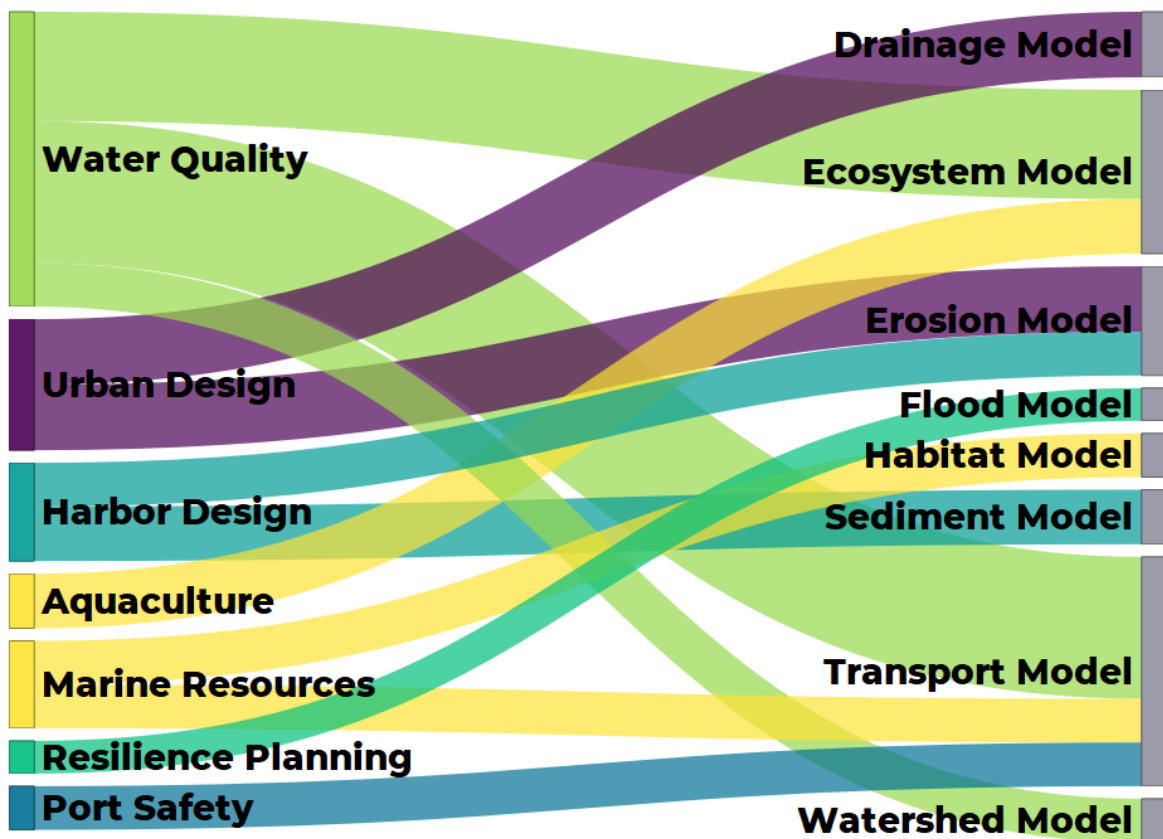 Water Quality
Urban Design
Harbor Design
Aquaculture
Marine Resources
Resilience Planning
Port Safety
Drainage Model
Ecosystem Model
Erosion Model
Flood Model
Habitat Model
Sediment Model
Transport Model
Watershed Model